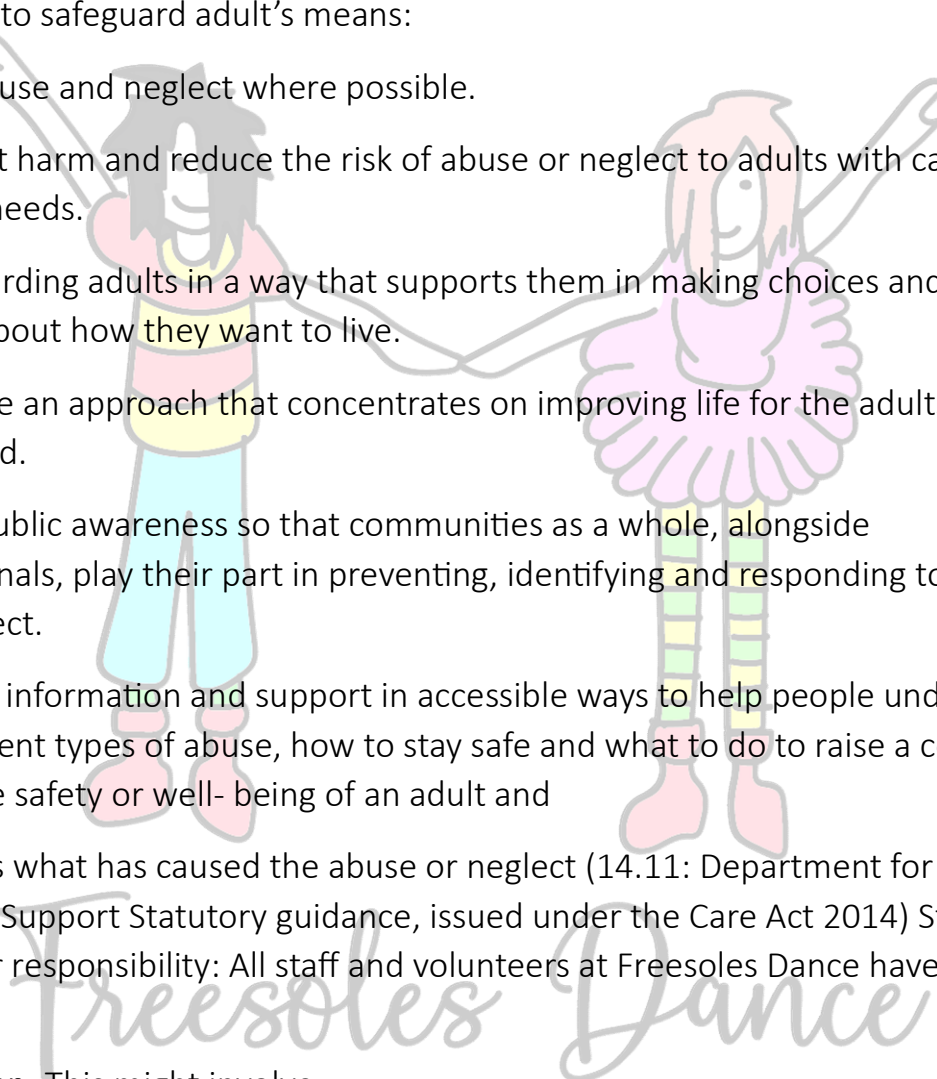 to safeguard adult’s means:
use and neglect where possible.
t harm and reduce the risk of abuse or neglect to adults with ca
needs.
rding adults in a way that supports them in making choices and
bout how they want to live.
e an approach that concentrates on improving life for the adult
d.
ublic awareness so that communities as a whole, alongside
nals, play their part in preventing, identifying and responding to
ect.
information and support in accessible ways to help people und
ent types of abuse, how to stay safe and what to do to raise a c
e safety or well- being of an adult and
s what has caused the abuse or neglect (14.11: Department for
Support Statutory guidance, issued under the Care Act 2014) St
r responsibility: All staff and volunteers at Freesoles Dance have
Freesoles Dance
on. This might involve